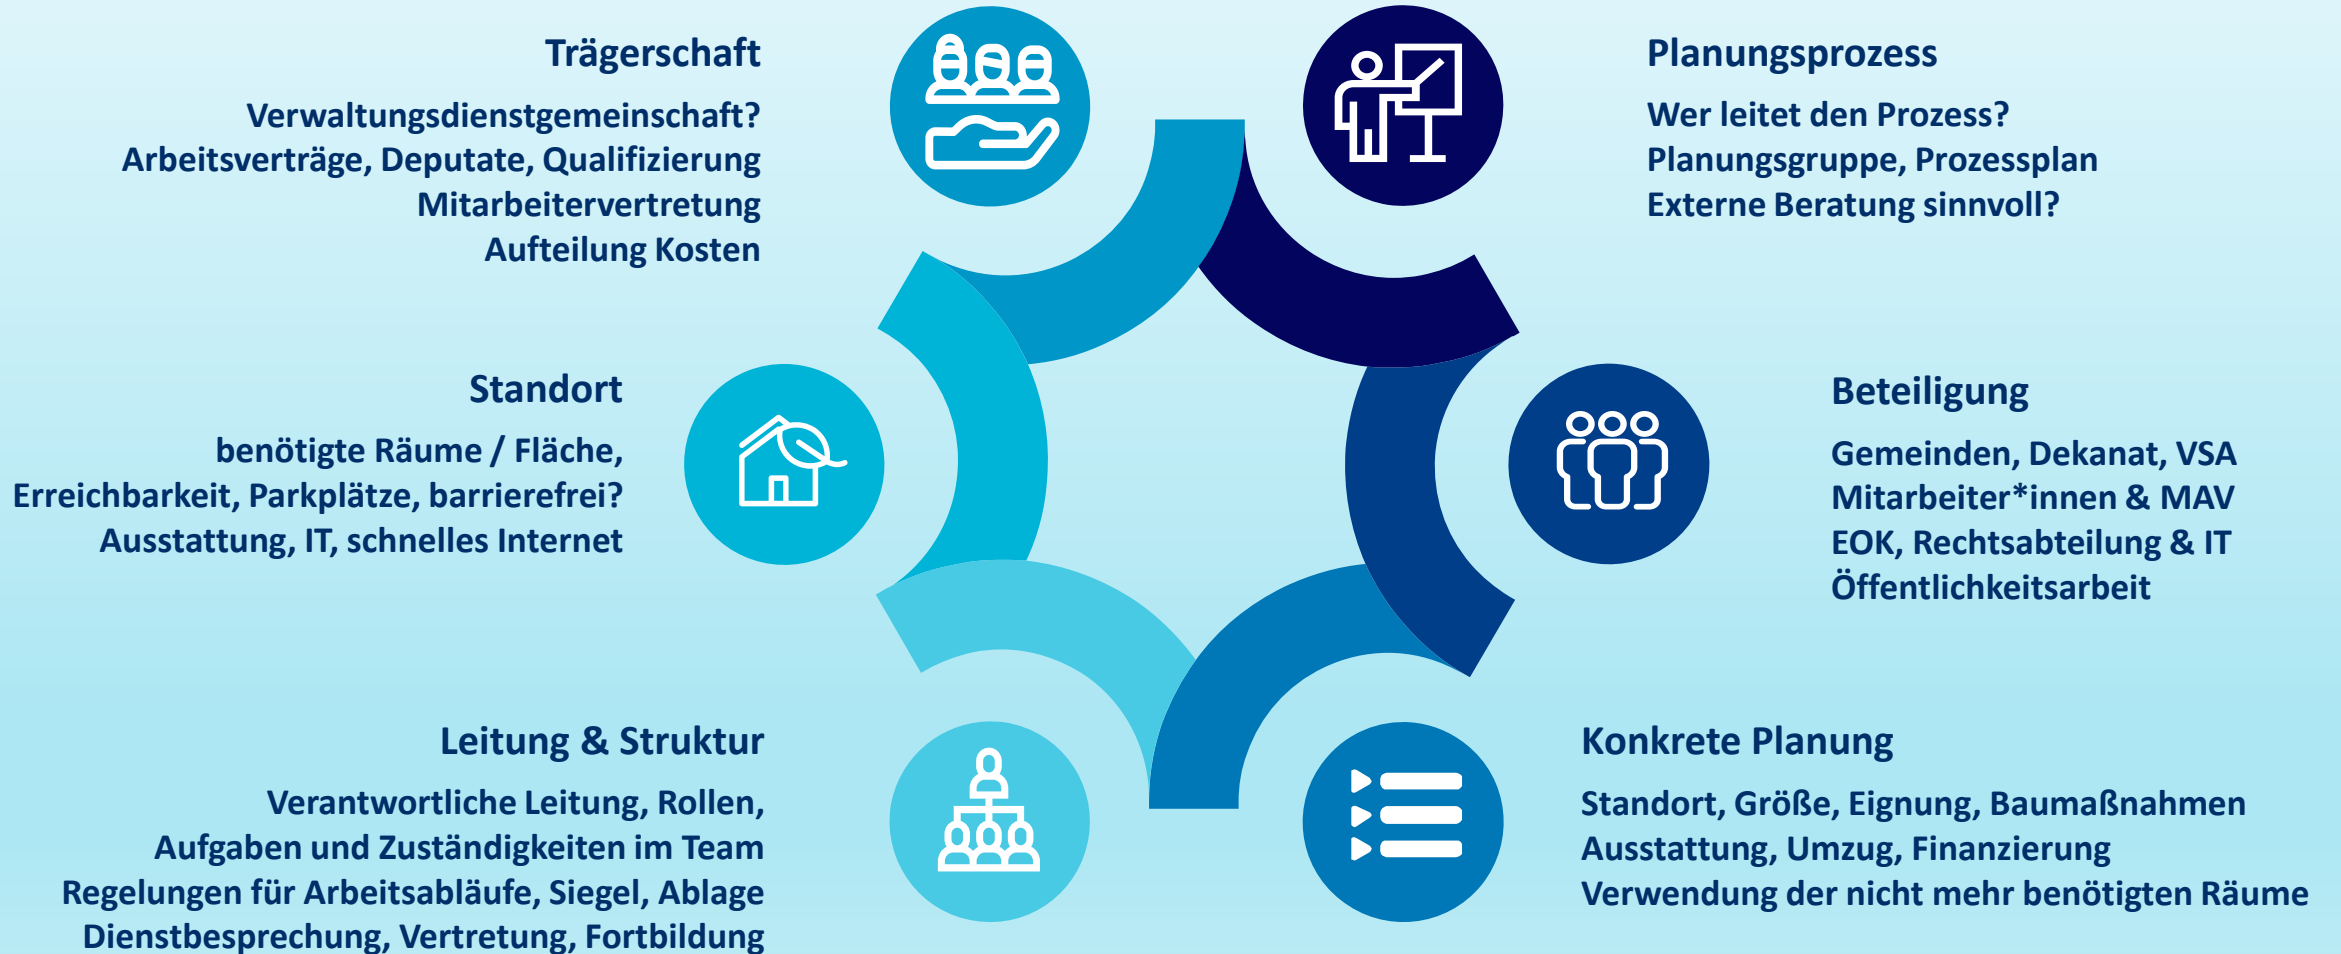 Trägerschaft
Verwaltungsdienstgemeinschaft?
Arbeitsverträge, Deputate, Qualifizierung
Mitarbeitervertretung
Aufteilung Kosten
Planungsprozess
Wer leitet den Prozess?
Planungsgruppe, Prozessplan
Externe Beratung sinnvoll?
Standort
benötigte Räume / Fläche,
Erreichbarkeit, Parkplätze, barrierefrei?
Ausstattung, IT, schnelles Internet
Beteiligung
Gemeinden, Dekanat, VSA
Mitarbeiter*innen & MAV
EOK, Rechtsabteilung & IT
Öffentlichkeitsarbeit
Leitung & Struktur
Verantwortliche Leitung, Rollen,
Aufgaben und Zuständigkeiten im Team
Regelungen für Arbeitsabläufe, Siegel, Ablage
Dienstbesprechung, Vertretung, Fortbildung
Konkrete Planung
Standort, Größe, Eignung, Baumaßnahmen
Ausstattung, Umzug, Finanzierung
Verwendung der nicht mehr benötigten Räume